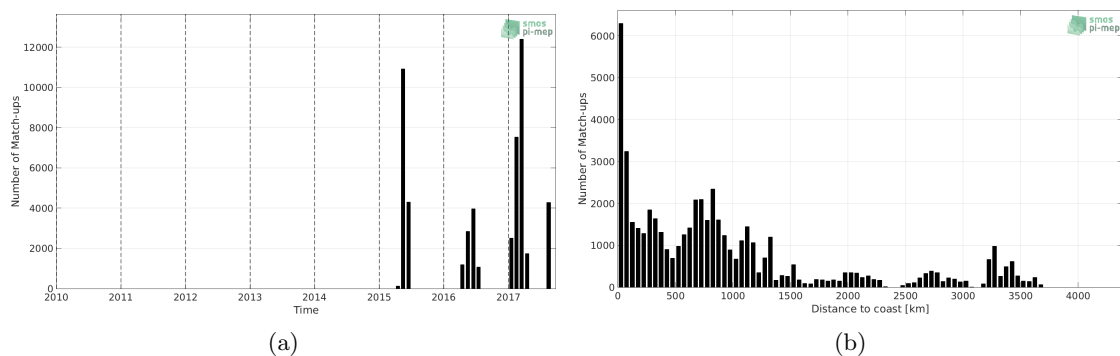 smos
pi-mep
12000
10000
8000
6000
4000
2000
0
Number of Match-ups
2010 2011 2012 2013 2014 2015 2016 2017
Time
(a)
smos
pi-mep
6000
5000
4000
3000
2000
1000
0
Number of Match-ups
0 500 1000 1500 2000 2500 3000 3500 4000
Distance to coast [km]
(b)